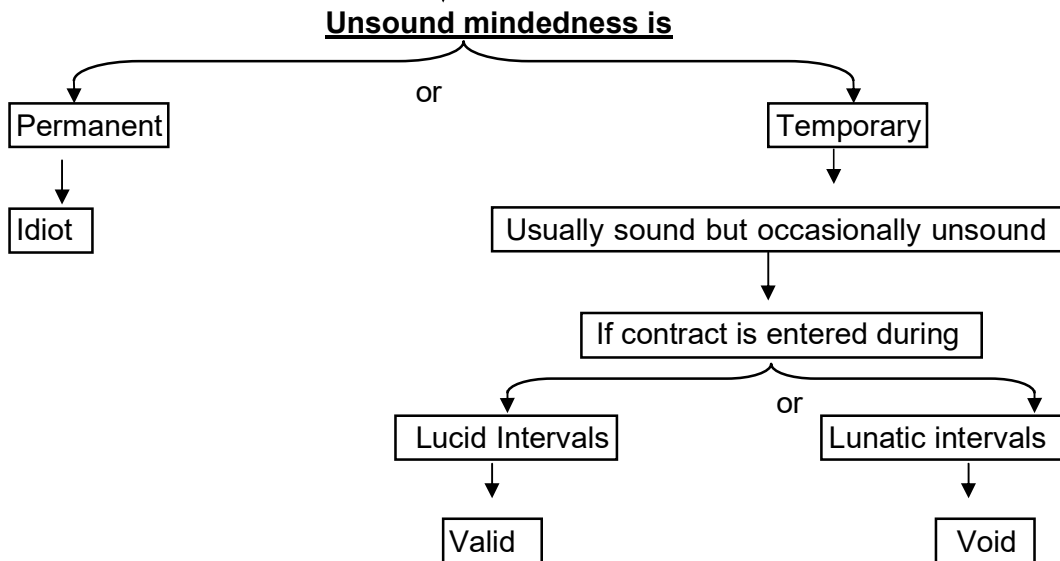 Unsound mindedness is
or
Permanent
Temporary
Idiot
Usually sound but occasionally unsound
If contract is entered during
or
Lucid Intervals
Lunatic intervals
Valid
Void